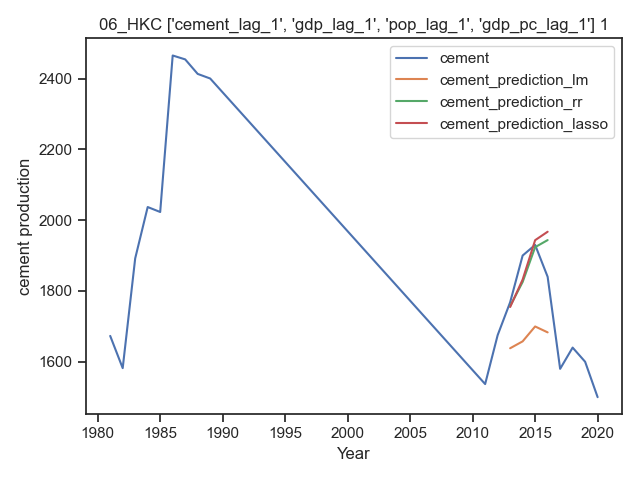 06_HKC ['cement_lag_1', 'gdp_lag_1', 'pop_lag_1', 'gdp_pc_lag_1'] 1
cement
cement_prediction_lm
cement_prediction_rr
cement_prediction_lasso
cement production
2400
2200
2000
1800
1600
1980 1985 1990 1995 2000 2005 2010 2015 2020
Year